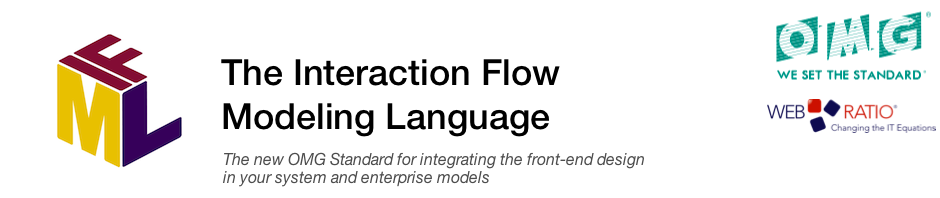 IFML
The Interaction Flow
Modeling Language
The new OMG Standard for integrating the front-end design
in your system and enterprise models
OMG®
WE SET THE STANDARD™
WEB RATIO®
Changing the IT Equations